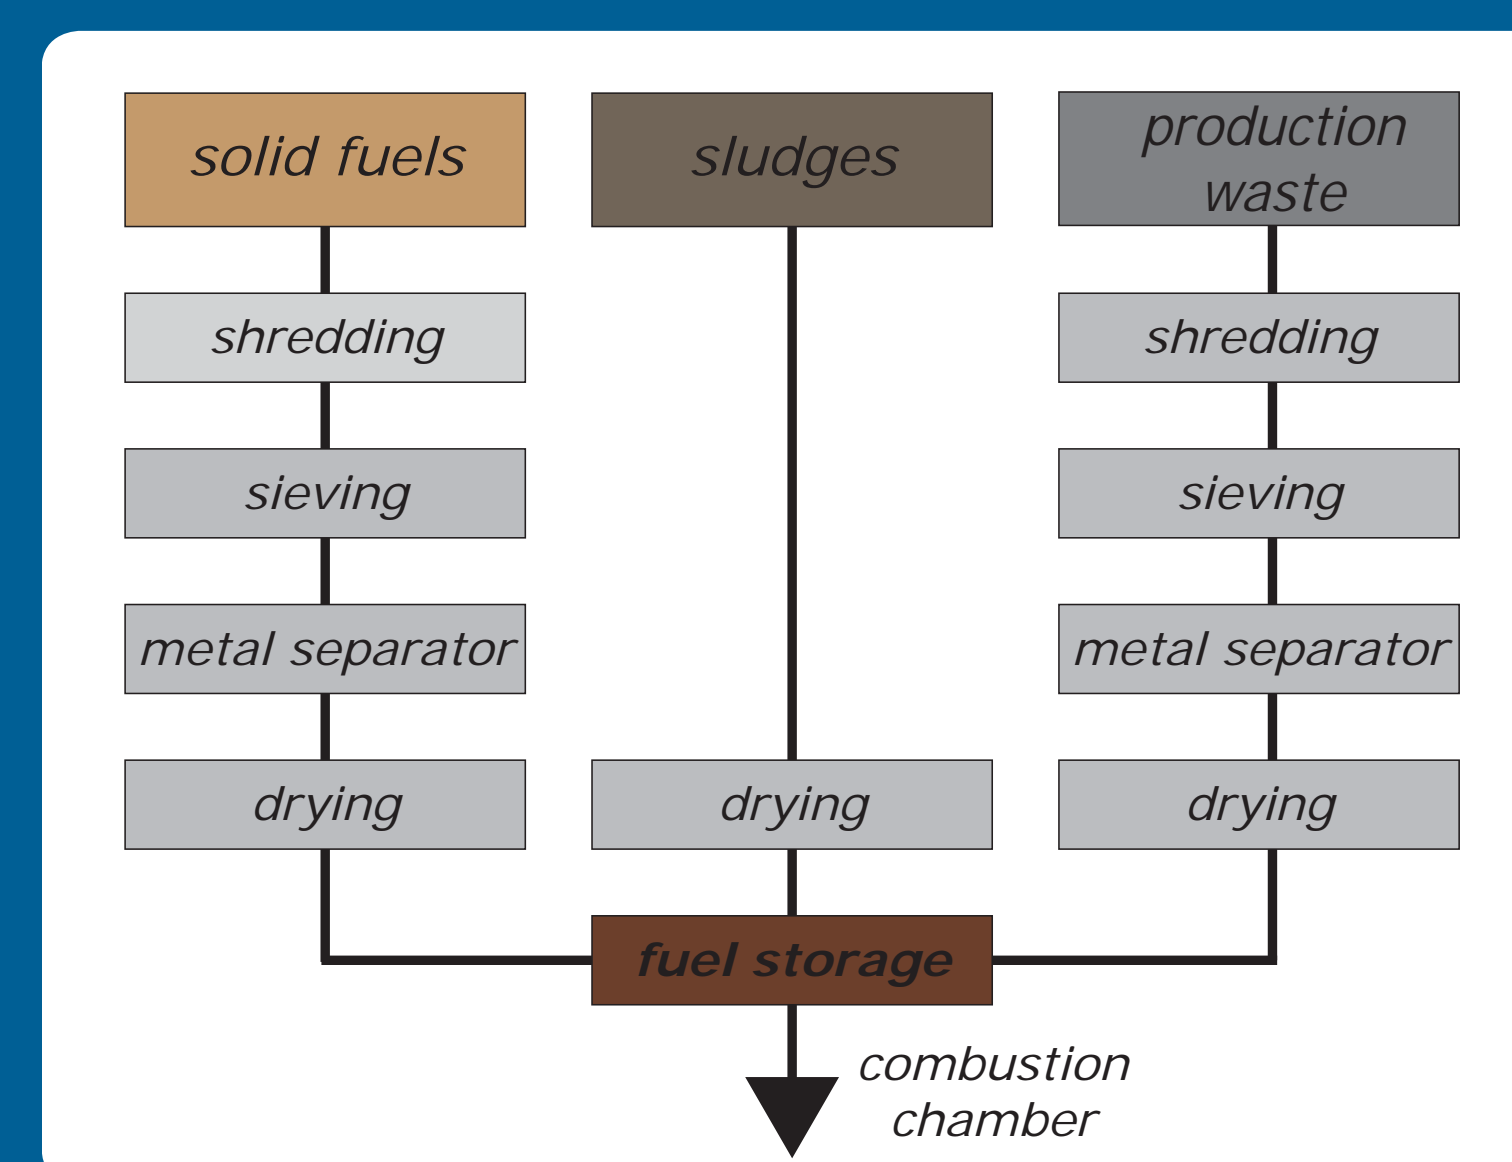 solid fuels
sludges
production
waste
shredding
shredding
sieving
sieving
metal separator
metal separator
drying
drying
drying
fuel storage
combustion
chamber